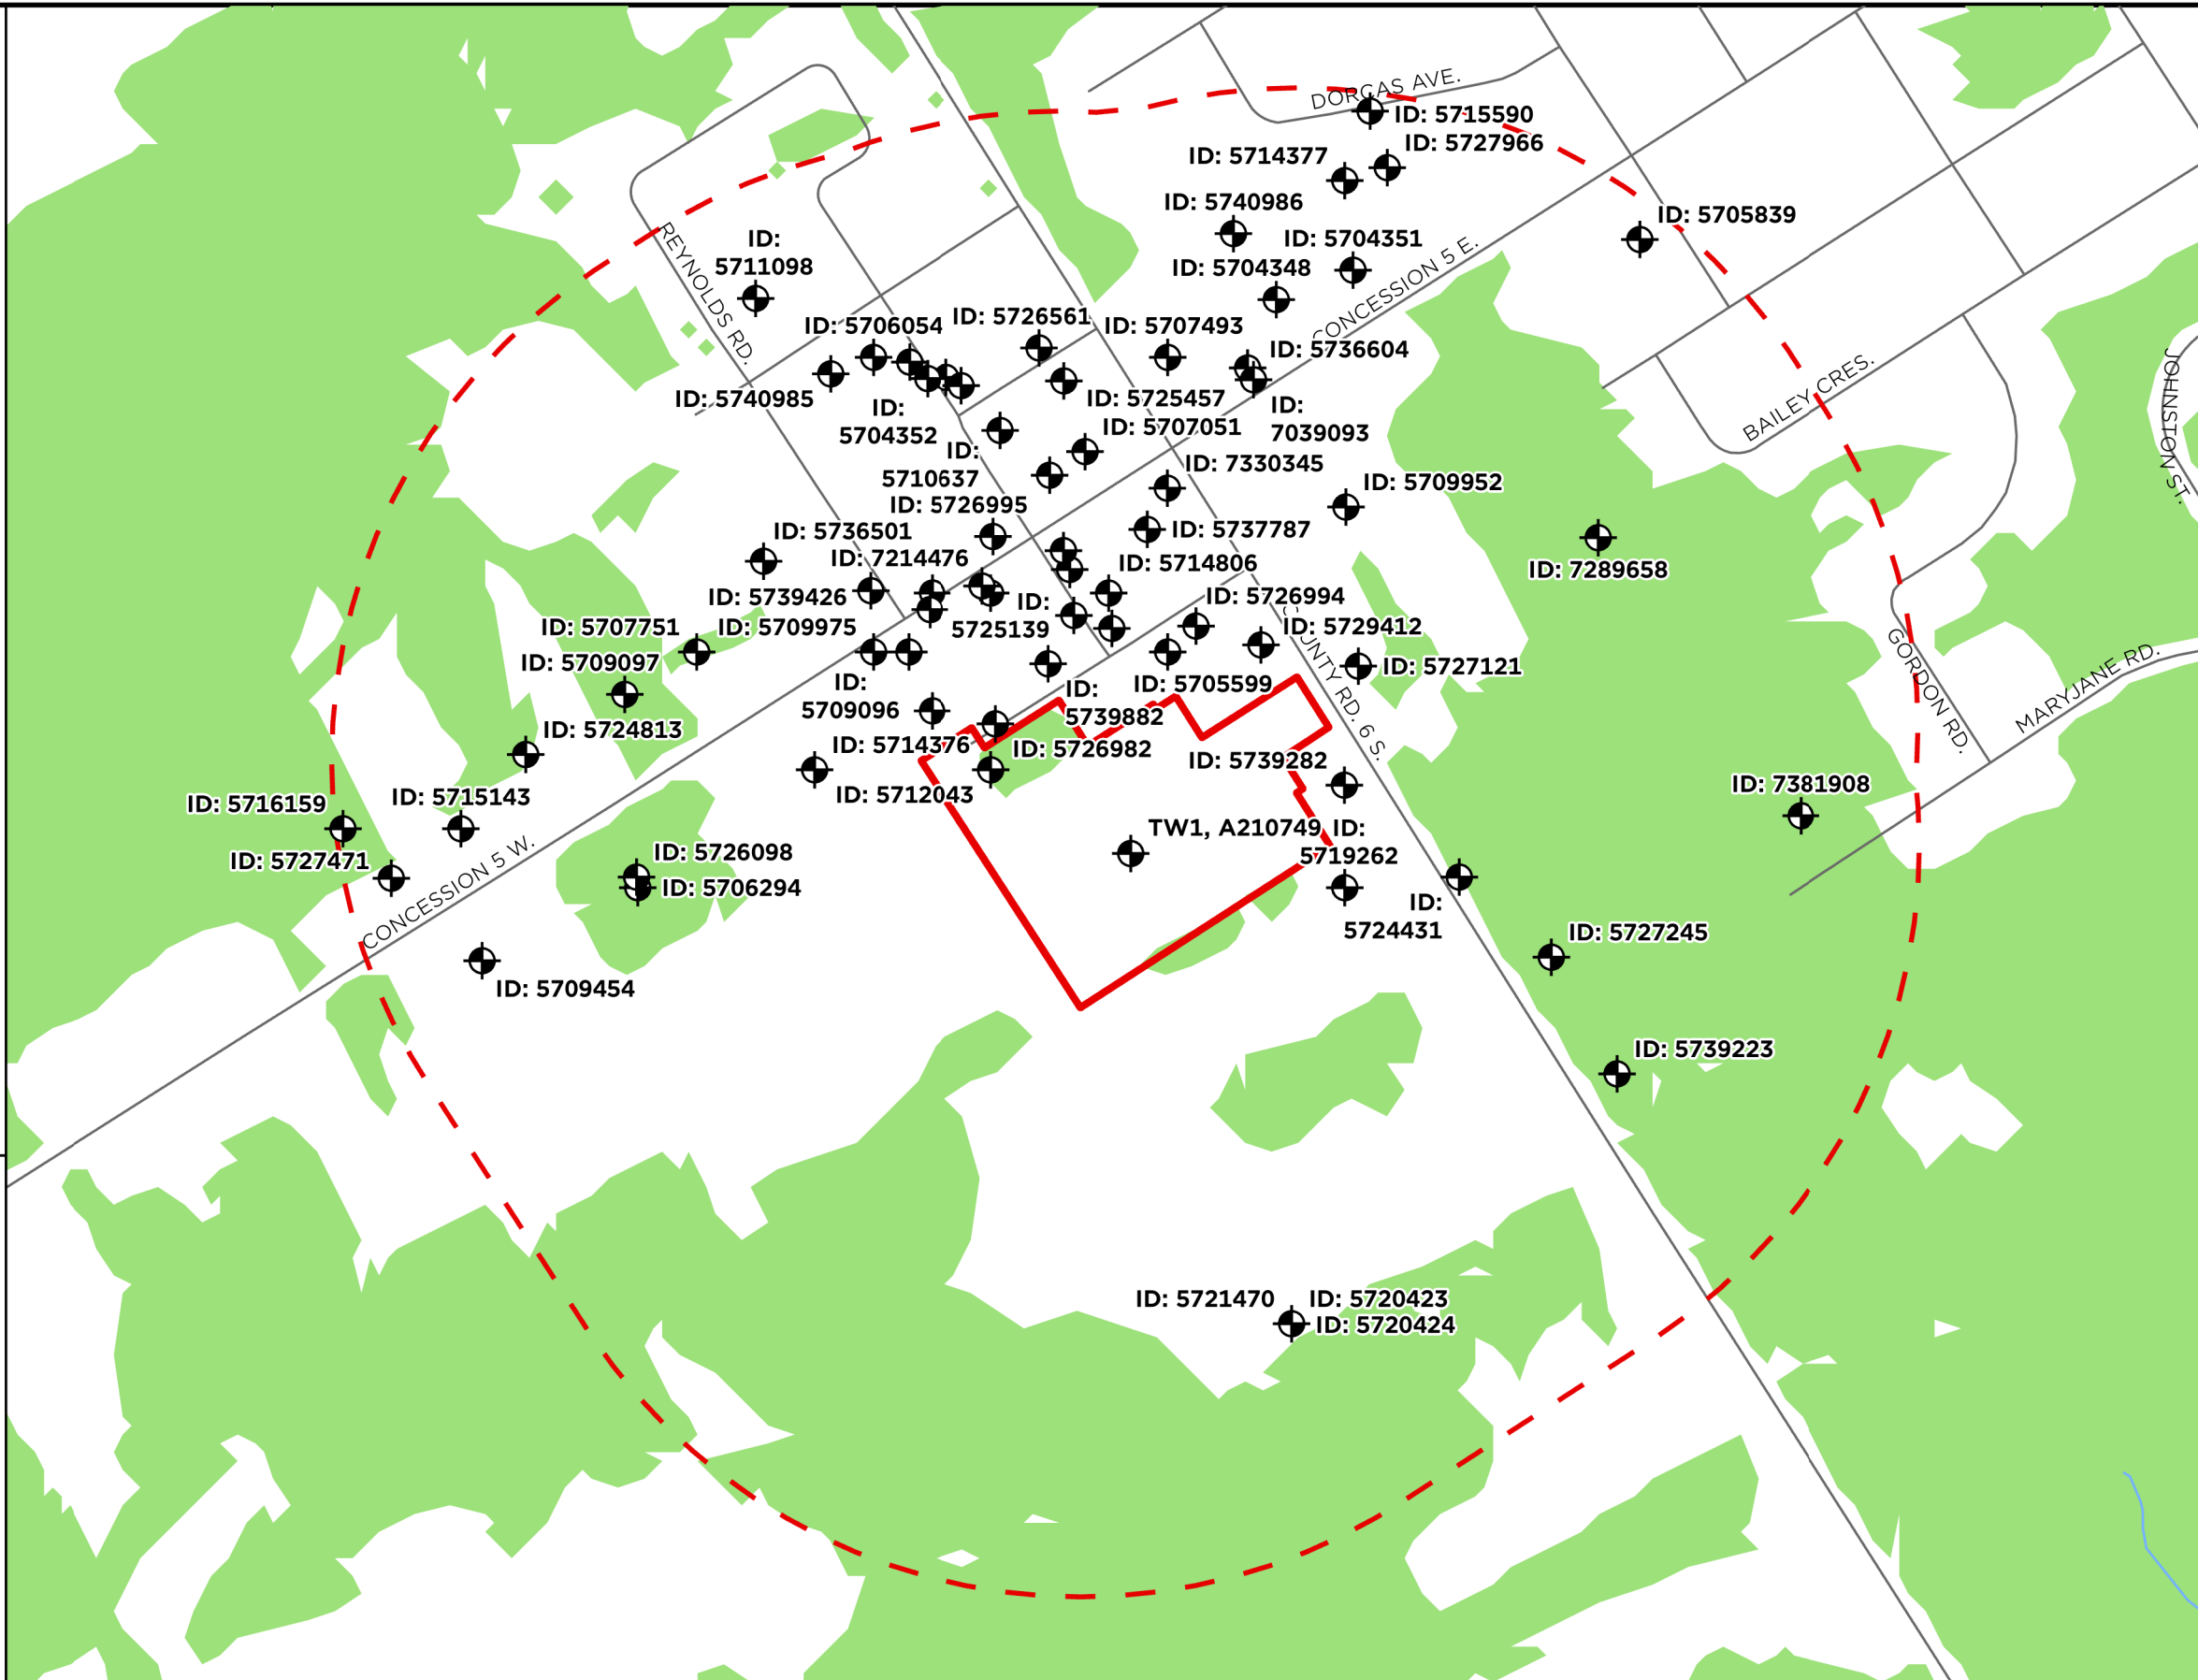 DORCAS AVE.
ID: 5715590
ID: 5727966
ID: 5714377
ID: 5740986
ID: 5705839
REYNOLDS RD.
ID:
5711098
ID: 5704351
ID: 5704348
CONCESSION 5 E.
ID: 5706054
ID: 5726561
ID: 5707493
ID: 5736604
BAILEY CRES.
JOHNSTON ST.
ID: 5740985
ID:
5704352
ID: 5725457
ID: 5707051
ID:
7039093
ID:
5710637
ID: 7330345
ID: 5709952
ID: 5726995
ID: 5736501
ID: 5737787
ID: 7214476
ID: 5714806
ID: 7289658
ID: 5739426
ID:
5725139
ID: 5726994
ID: 5707751
ID: 5709975
ID: 5729412
ID: 5709097
ID: 5727121
COUNTY RD. 6 S.
GORDON RD.
MARYJANE RD.
ID:
5709096
ID: 5705599
ID:
5739882
ID: 5724813
ID: 5714376
ID: 5726982
ID: 5739282
ID: 7381908
ID: 5712043
ID: 5716159
ID: 5715143
TW1, A210749
ID:
5719262
ID: 5727471
ID: 5726098
ID: 5706294
CONCESSION 5 W.
ID:
5724431
ID: 5727245
ID: 5709454
ID: 5739223
ID: 5721470
ID: 5720423
ID: 5720424